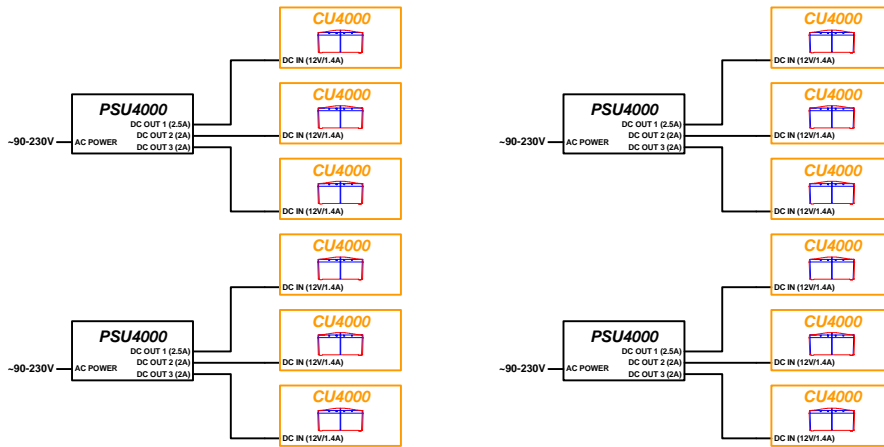 CU4000
DC IN (12V/1.4A)
CU4000
DC IN (12V/1.4A)
CU4000
DC IN (12V/1.4A)
PSU4000
DC OUT 1 (2.5A)
DC OUT 2 (2A)
DC OUT 3 (2A)
AC POWER
~90-230V
CU4000
DC IN (12V/1.4A)
CU4000
DC IN (12V/1.4A)
CU4000
DC IN (12V/1.4A)
PSU4000
DC OUT 1 (2.5A)
DC OUT 2 (2A)
DC OUT 3 (2A)
AC POWER
~90-230V
CU4000
DC IN (12V/1.4A)
CU4000
DC IN (12V/1.4A)
CU4000
DC IN (12V/1.4A)
PSU4000
DC OUT 1 (2.5A)
DC OUT 2 (2A)
DC OUT 3 (2A)
AC POWER
~90-230V
CU4000
DC IN (12V/1.4A)
CU4000
DC IN (12V/1.4A)
CU4000
DC IN (12V/1.4A)
PSU4000
DC OUT 1 (2.5A)
DC OUT 2 (2A)
DC OUT 3 (2A)
AC POWER
~90-230V